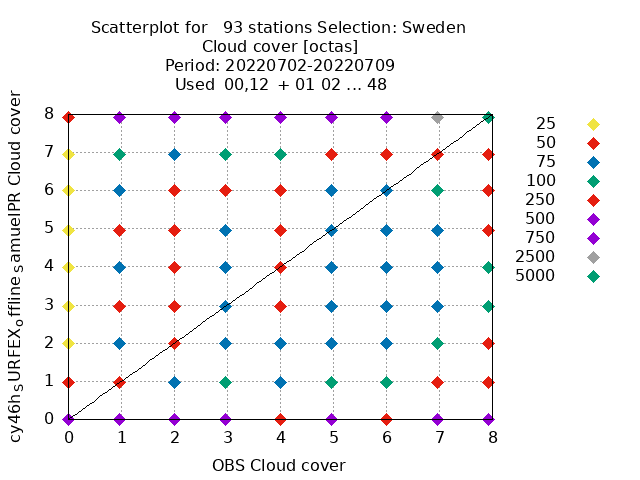 Scatterplot for 93 stations Selection: Sweden
Cloud cover [octas]
Period: 20220702-20220709
Used 00,12 + 01 02 ... 48
cy46h_SURFEX_offline_samuelPR Cloud cover
8
7
6
5
4
3
2
1
0
0 1 2 3 4 5 6 7 8
OBS Cloud cover
25
50
75
100
250
500
750
2500
5000